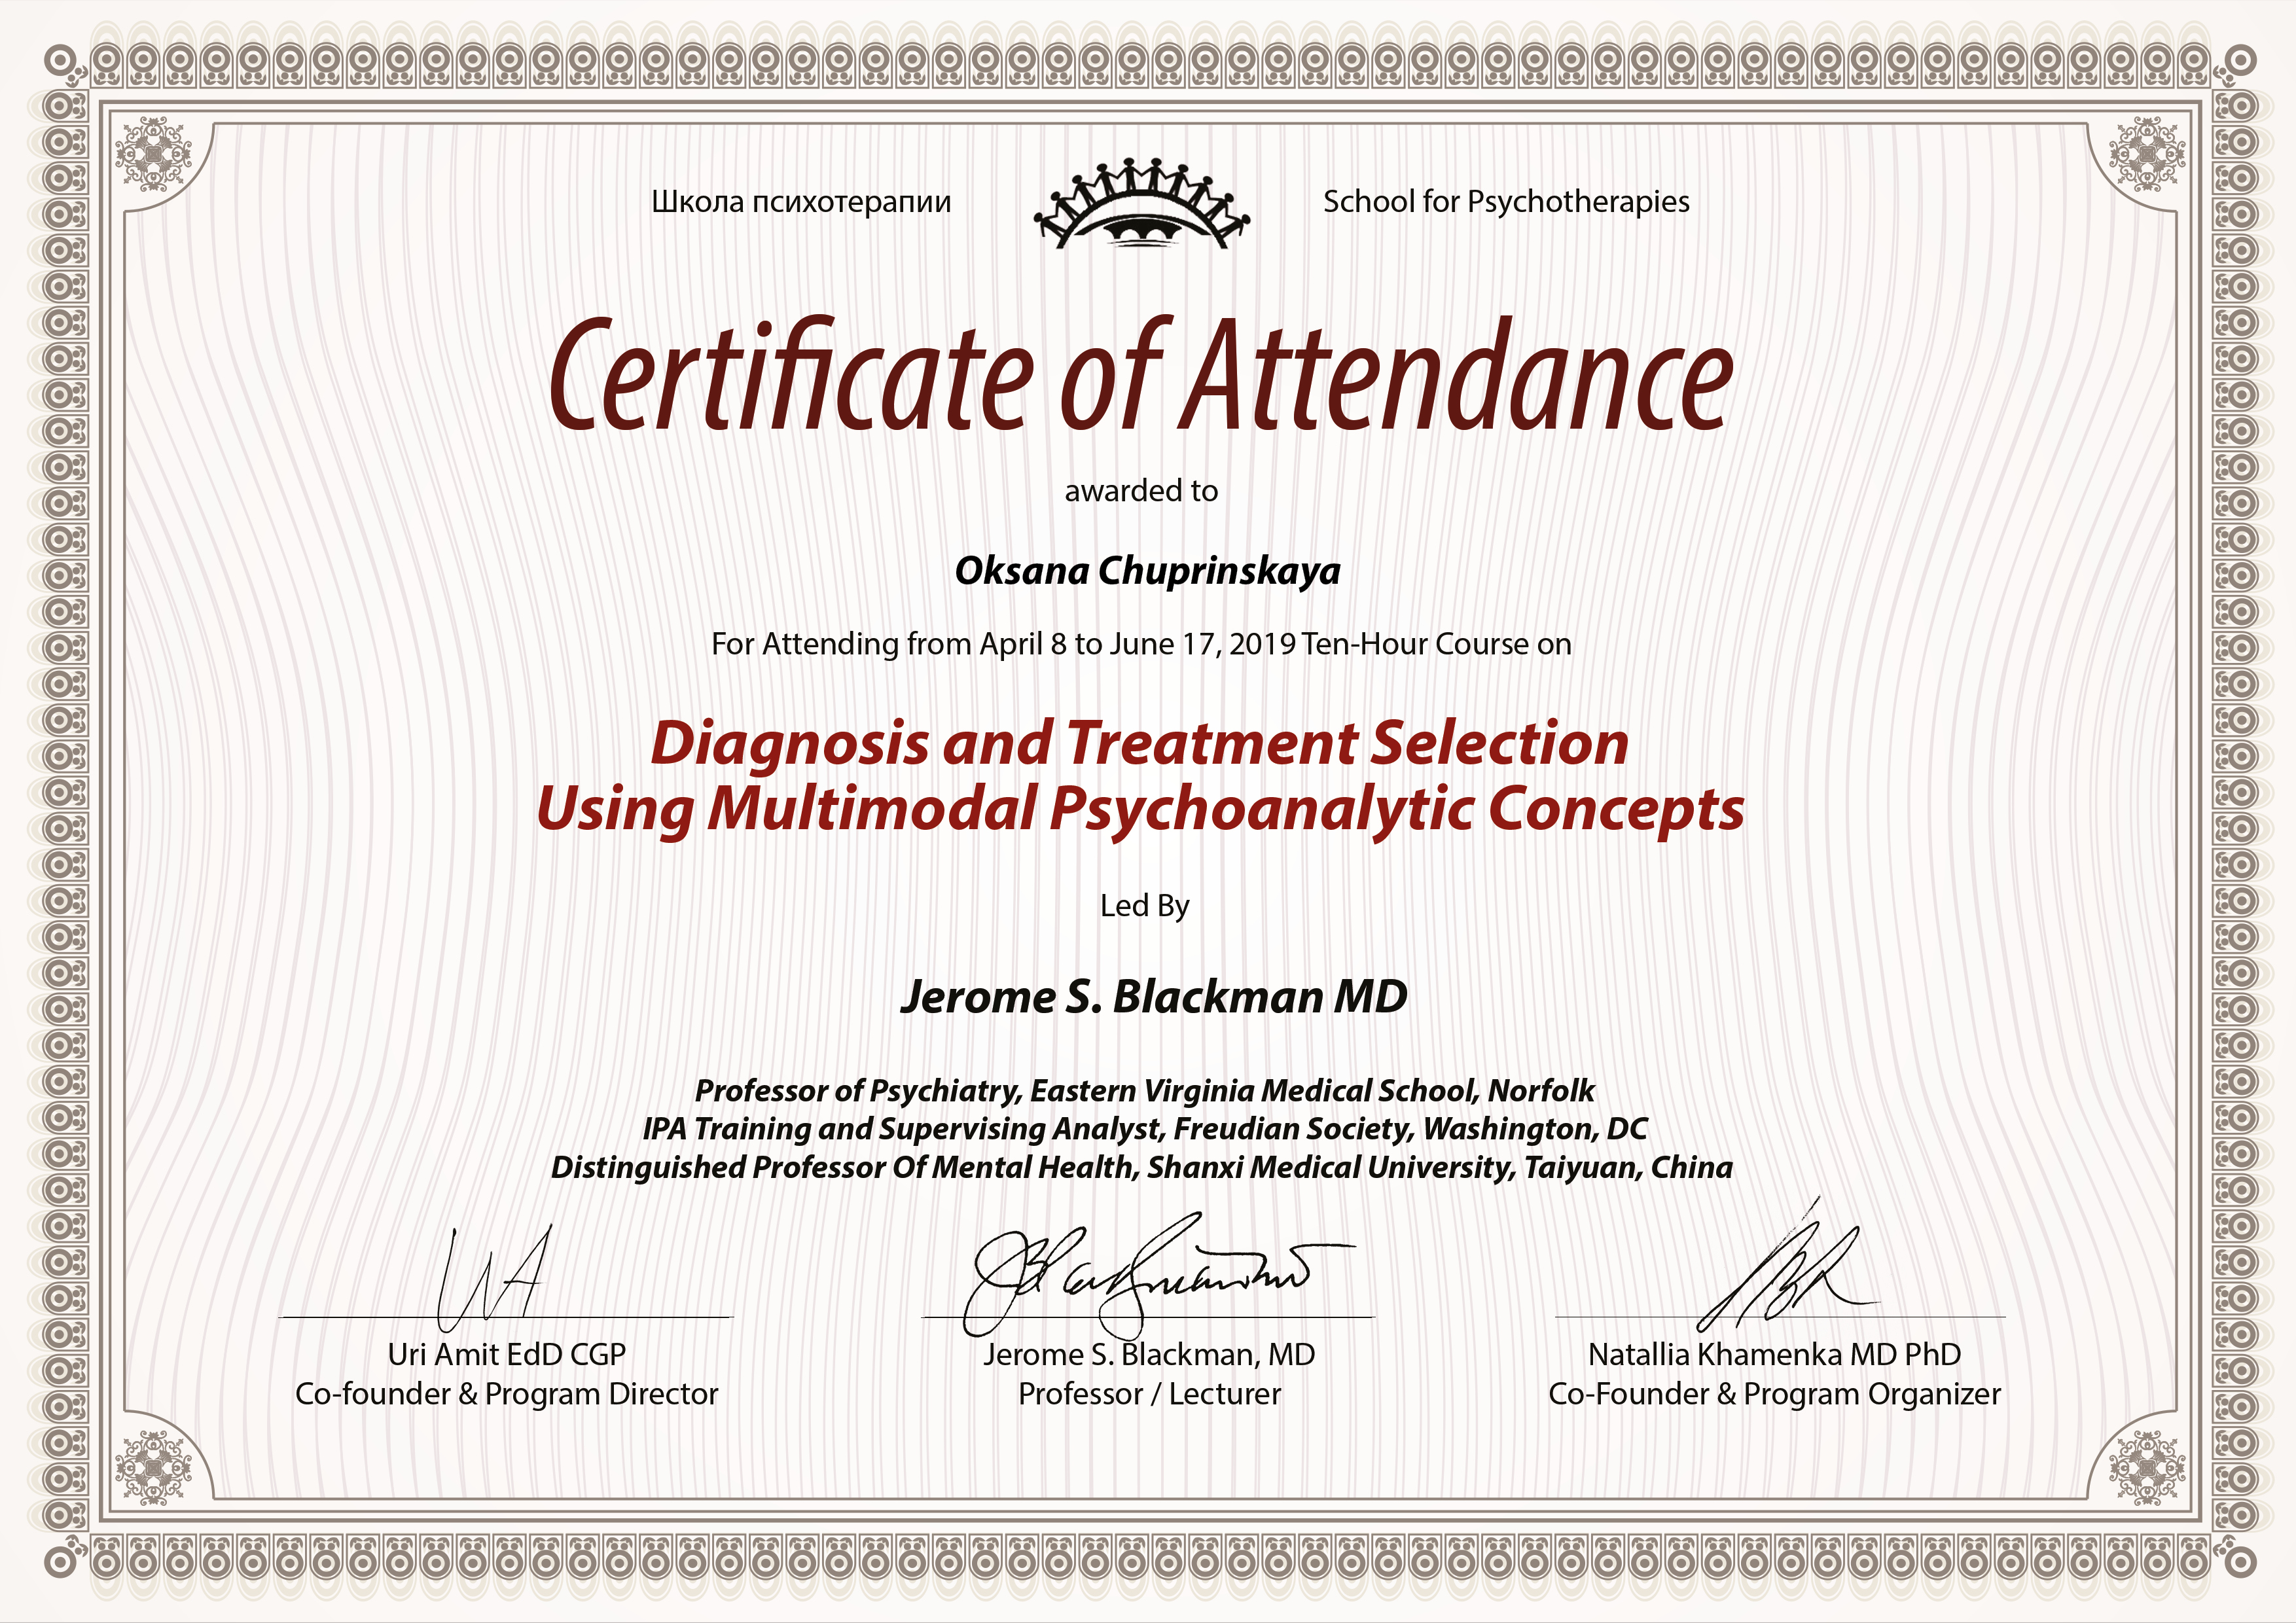 Школа психотерапии
School for Psychotherapies
Certificate of Attendance
awarded to
Oksana Chuprinskaya
For Attending from April 8 to June 17, 2019 Ten-Hour Course on
Diagnosis and Treatment Selection
Using Multimodal Psychoanalytic Concepts
Led By
Jerome S. Blackman MD
Professor of Psychiatry, Eastern Virginia Medical School, Norfolk
IPA Training and Supervising Analyst, Freudian Society, Washington, DC
Distinguished Professor Of Mental Health, Shanxi Medical University, Taiyuan, China
Uri Amit EdD CGP
Co-founder & Program Director
Jerome S. Blackman, MD
Professor / Lecturer
Natallia Khamenka MD PhD
Co-Founder & Program Organizer